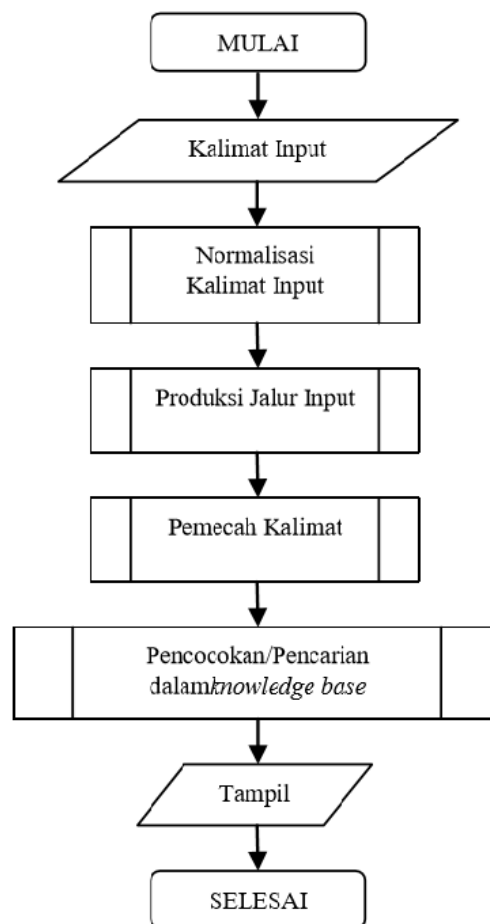 MULAI
Kalimat Input
Normalisasi
Kalimat Input
Produksi Jalur Input
Pemecah Kalimat
Pencocokan/Pencarian
dalamknowledge base
Tampil
SELESAI